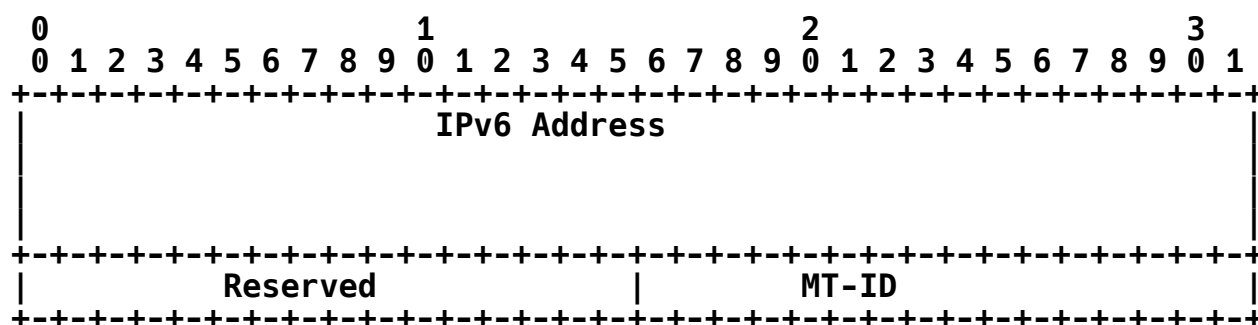 0                   1                   2                   3
 0 1 2 3 4 5 6 7 8 9 0 1 2 3 4 5 6 7 8 9 0 1 2 3 4 5 6 7 8 9 0 1
+-+-+-+-+-+-+-+-+-+-+-+-+-+-+-+-+-+-+-+-+-+-+-+-+-+-+-+-+-+-+-+-+
|                     IPv6 Address                              |
|                                                               |
|                                                               |
|                                                               |
+-+-+-+-+-+-+-+-+-+-+-+-+-+-+-+-+-+-+-+-+-+-+-+-+-+-+-+-+-+-+-+-+
|          Reserved             |        MT-ID                  |
+-+-+-+-+-+-+-+-+-+-+-+-+-+-+-+-+-+-+-+-+-+-+-+-+-+-+-+-+-+-+-+-+